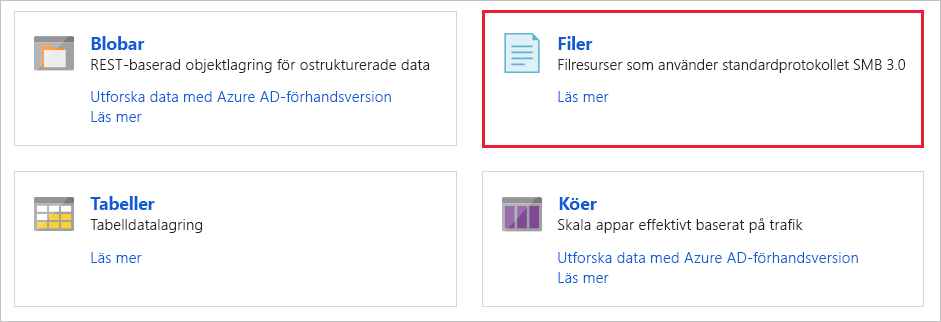 Blobar
REST-baserad objektlagring för ostrukturerade data
Utforska data med Azure AD-förhandsversion
Läs mer
Filer
Filresurser som använder standardprotokollet SMB 3.0
Läs mer
Tabeller
Tabelldatalagring
Läs mer
Köer
Skala appar effektivt baserat på trafik
Utforska data med Azure AD-förhandsversion
Läs mer